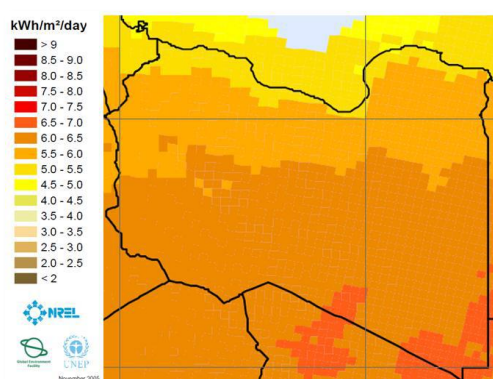 kWh/m²/day
> 9
8.5 - 9.0
8.0 - 8.5
7.5 - 8.0
7.0 - 7.5
6.5 - 7.0
6.0 - 6.5
5.5 - 6.0
5.0 - 5.5
4.5 - 5.0
4.0 - 4.5
3.5 - 4.0
3.0 - 3.5
2.5 - 3.0
2.0 - 2.5
< 2
NREL
Global Environment
Facility
UNEP
November 2005